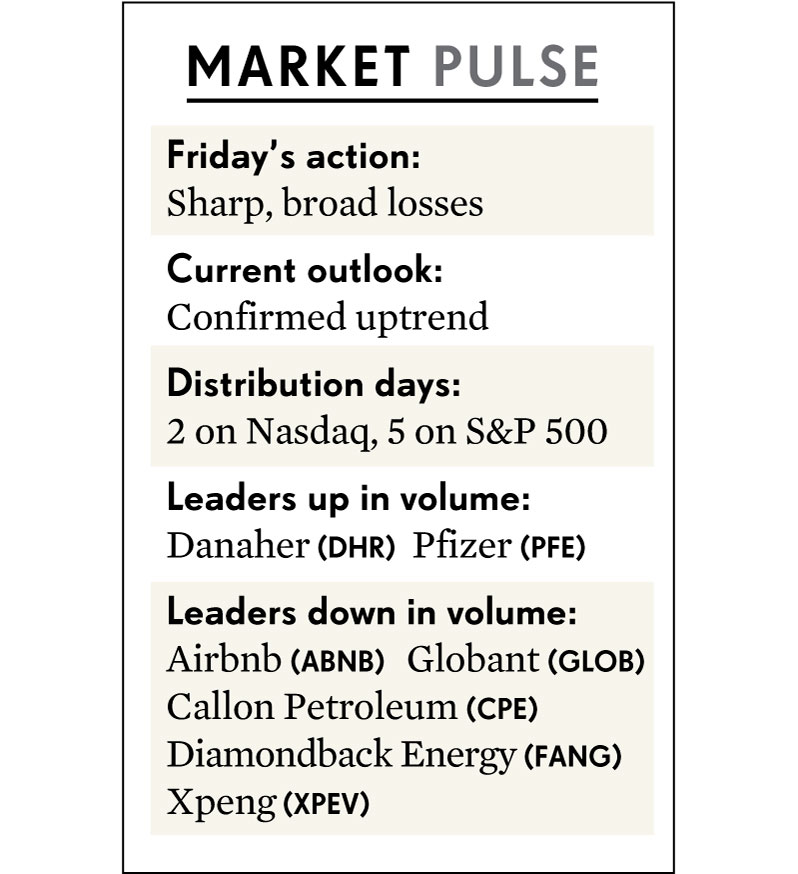 MARKET PULSE
Friday's action:
Sharp, broad losses
Current outlook:
Confirmed uptrend
Distribution days:
2 on Nasdaq, 5 on S&P 500
Leaders up in volume:
Danaher (DHR) Pfizer (PFE)
Leaders down in volume:
Airbnb (ABNB) Globant (GLOB)
Callon Petroleum (CPE)
Diamondback Energy (FANG)
Xpeng (XPEV)